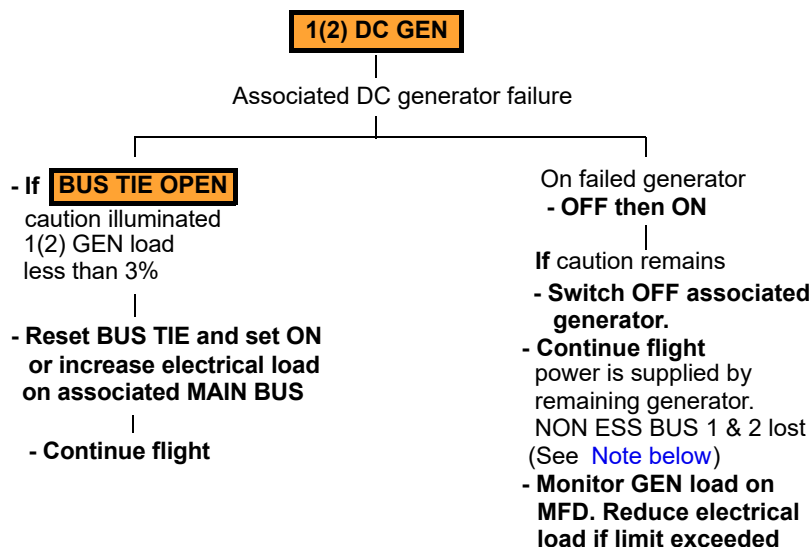 1(2) DC GEN
Associated DC generator failure
- If BUS TIE OPEN
caution illuminated
1(2) GEN load
less than 3%
- Reset BUS TIE and set ON
or increase electrical load
on associated MAIN BUS
- Continue flight
On failed generator
- OFF then ON
If caution remains
- Switch OFF associated
generator.
- Continue flight
power is supplied by
remaining generator.
NON ESS BUS 1 & 2 lost
(See Note below)
- Monitor GEN load on
MFD. Reduce electrical
load if limit exceeded